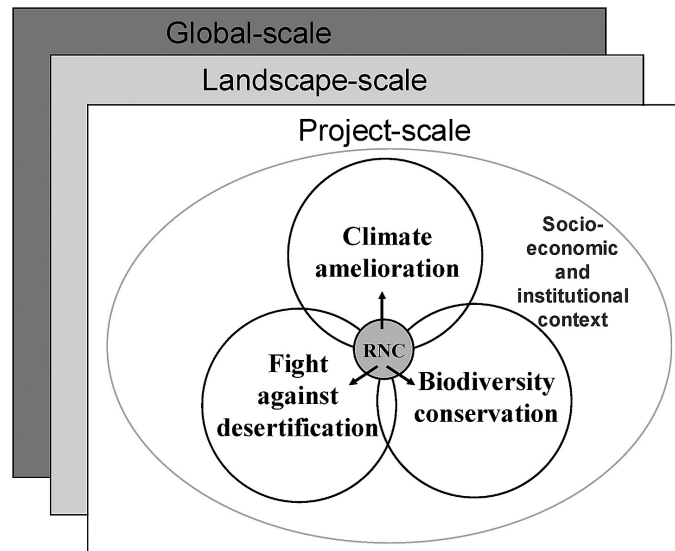 Global-scale
Landscape-scale
Project-scale
Socio-
economic
and
institutional
context
Climate
amelioration
RNC
Fight
against
desertification
Biodiversity
conservation